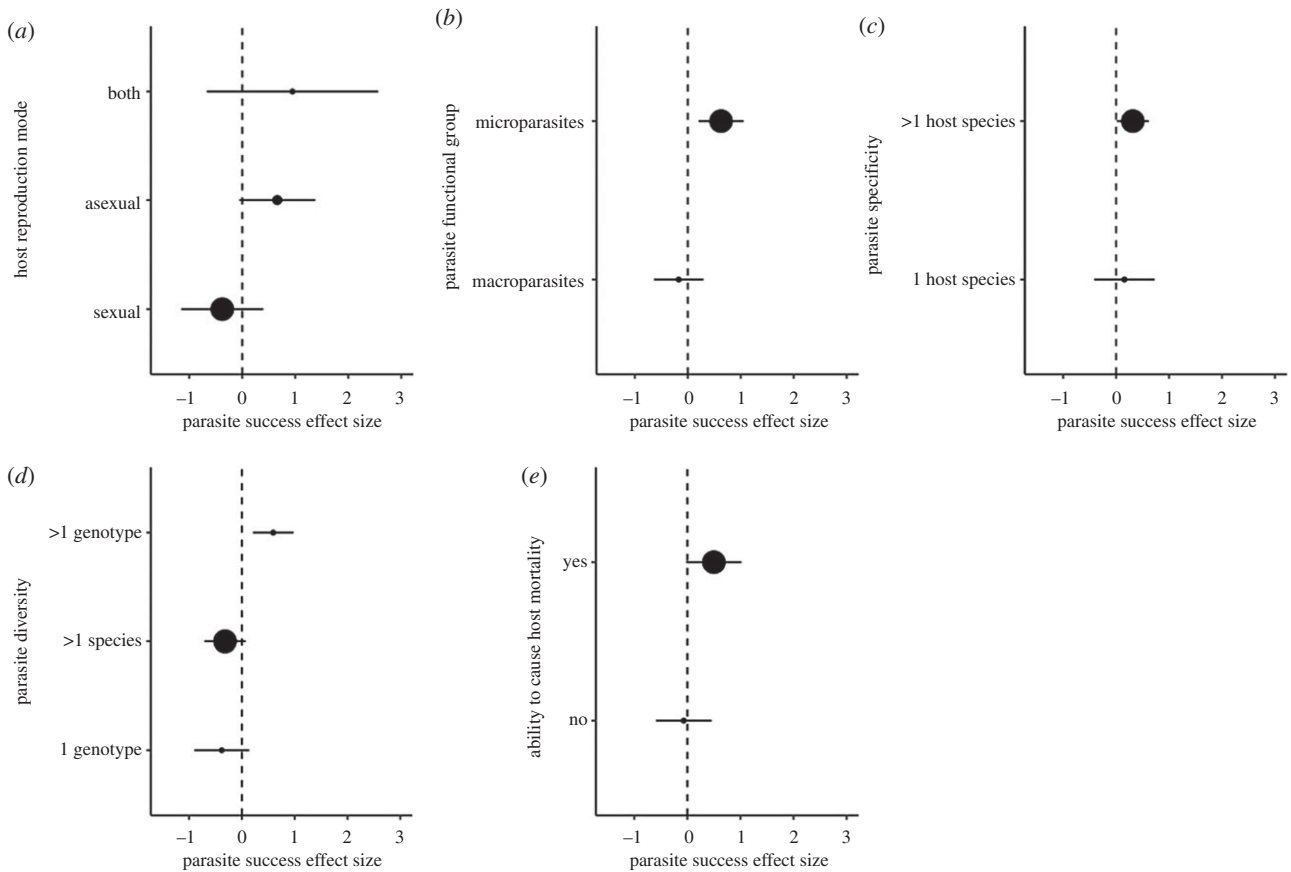 (a)
host reproduction mode
both
asexual
sexual
–1 0 1 2 3
parasite success effect size
(b)
parasite functional group
microparasites
macroparasites
–1 0 1 2 3
parasite success effect size
(c)
parasite specificity
>1 host species
1 host species
–1 0 1 2 3
parasite success effect size
(d)
parasite diversity
>1 genotype
>1 species
1 genotype
–1 0 1 2 3
parasite success effect size
(e)
ability to cause host mortality
yes
no
–1 0 1 2 3
parasite success effect size